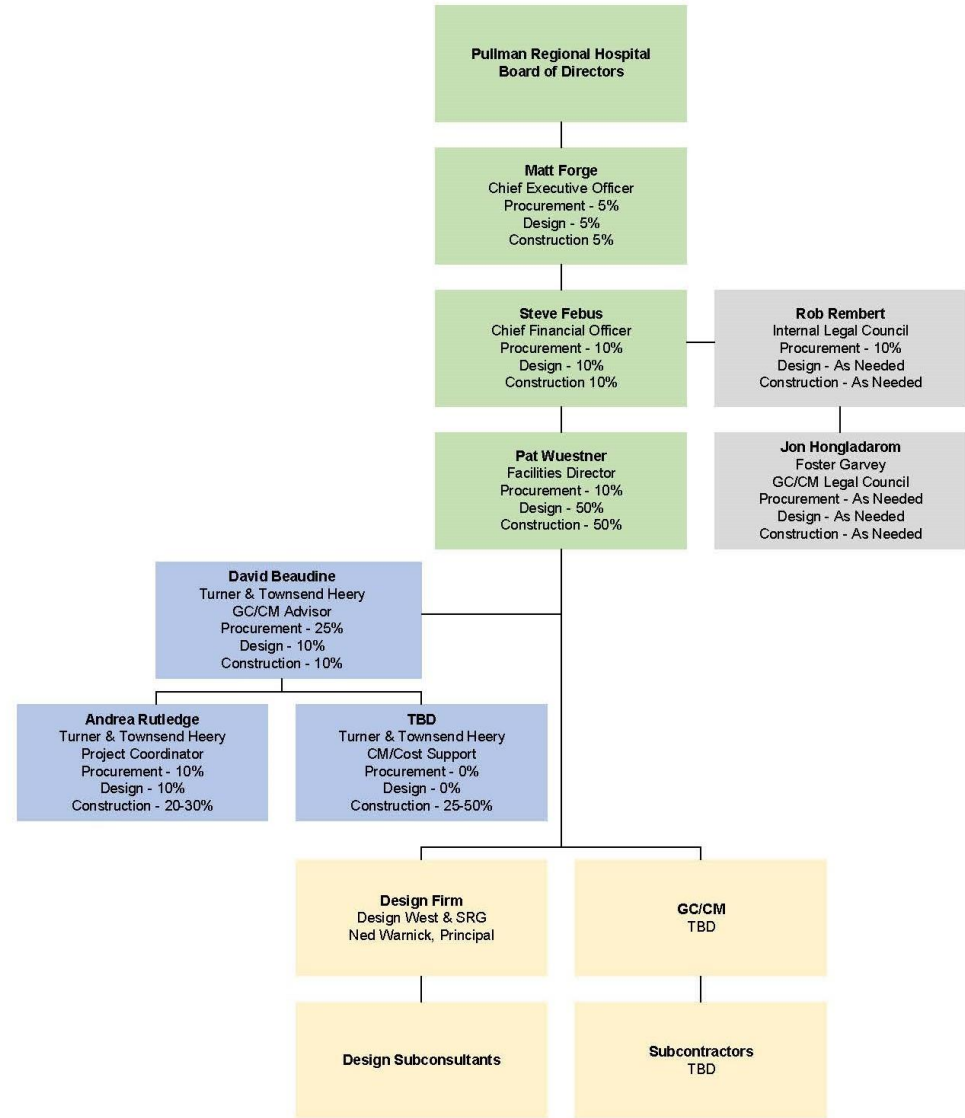 Pullman Regional Hospital
Board of Directors
Matt Forge
Chief Executive Officer
Procurement - 5%
Design - 5%
Construction 5%
Steve Febus
Chief Financial Officer
Procurement - 10%
Design - 10%
Construction 10%
Rob Rembert
Internal Legal Council
Procurement - 10%
Design - As Needed
Construction - As Needed
Pat Wuestner
Facilities Director
Procurement - 10%
Design - 50%
Construction - 50%
Jon Hongladarom
Foster Garvey
GC/CM Legal Council
Procurement - As Needed
Design - As Needed
Construction - As Needed
David Beaudine
Turner & Townsend Heery
GC/CM Advisor
Procurement - 25%
Design - 10%
Construction - 10%
Andrea Rutledge
Turner & Townsend Heery
Project Coordinator
Procurement - 10%
Design - 10%
Construction - 20-30%
TBD
Turner & Townsend Heery
CM/Cost Support
Procurement - 0%
Design - 0%
Construction - 25-50%
Design Firm
Design West & SRG
Ned Warnick, Principal
GC/CM
TBD
Design Subconsultants
Subcontractors
TBD